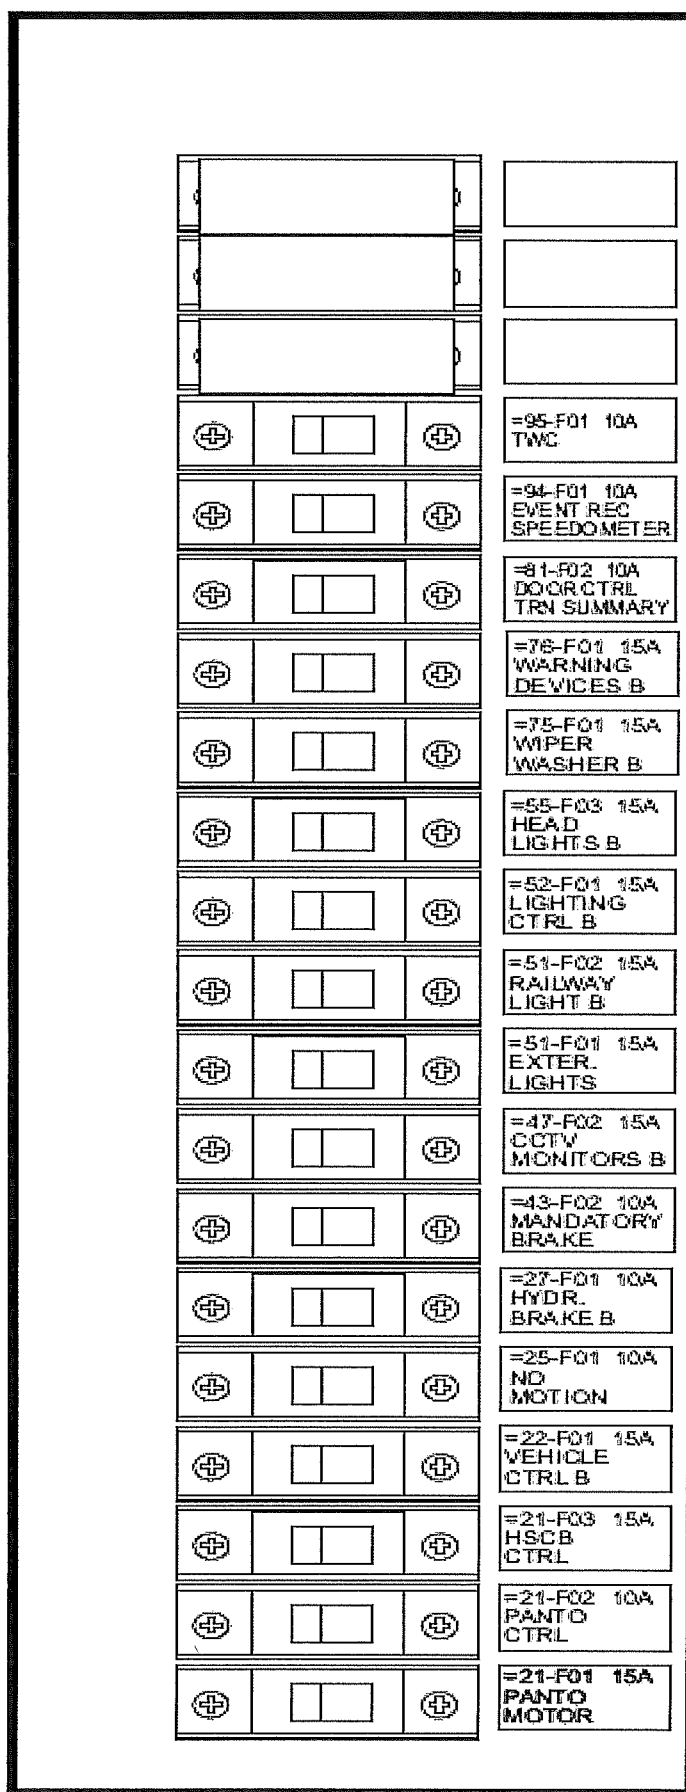 =95-F01 10A
TWC
=94-F01 10A
EVENT REC
SPEEDOMETER
=81-F02 10A
DOOR CTRL
TRN SUMMARY
=76-F01 15A
WARNING
DEVICES B
=75-F01 15A
WIPER
WASHER B
=55-F03 15A
HEAD
LIGHTS B
=52-F01 15A
LIGHTING
CTRL B
=51-F02 15A
RAILWAY
LIGHT B
=51-F01 15A
EXTER.
LIGHTS
=47-F02 15A
CCTV
MONITORS B
=43-F02 10A
MANDATORY
BRAKE
=27-F01 10A
HYDR.
BRAKE B
=25-F01 10A
NO
MOTION
=22-F01 15A
VEHICLE
CTRL B
=21-F03 15A
HSCB
CTRL
=21-F02 10A
PANTO
CTRL
=21-F01 15A
PANTO
MOTOR